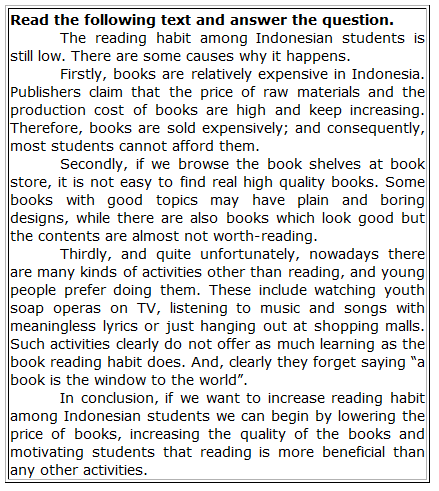 Read the following text and answer the question.
The reading habit among Indonesian students is
still low. There are some causes why it happens.
Firstly, books are relatively expensive in Indonesia.
Publishers claim that the price of raw materials and the
production cost of books are high and keep increasing.
Therefore, books are sold expensively; and consequently,
most students cannot afford them.
Secondly, if we browse the book shelves at book
store, it is not easy to find real high quality books. Some
books with good topics may have plain and boring
designs, while there are also books which look good but
the contents are almost not worth-reading.
Thirdly, and quite unfortunately, nowadays there
are many kinds of activities other than reading, and young
people prefer doing them. These include watching youth
soap operas on TV, listening to music and songs with
meaningless lyrics or just hanging out at shopping malls.
Such activities clearly do not offer as much learning as the
book reading habit does. And, clearly they forget saying “a
book is the window to the world”.
In conclusion, if we want to increase reading habit
among Indonesian students we can begin by lowering the
price of books, increasing the quality of the books and
motivating students that reading is more beneficial than
any other activities.